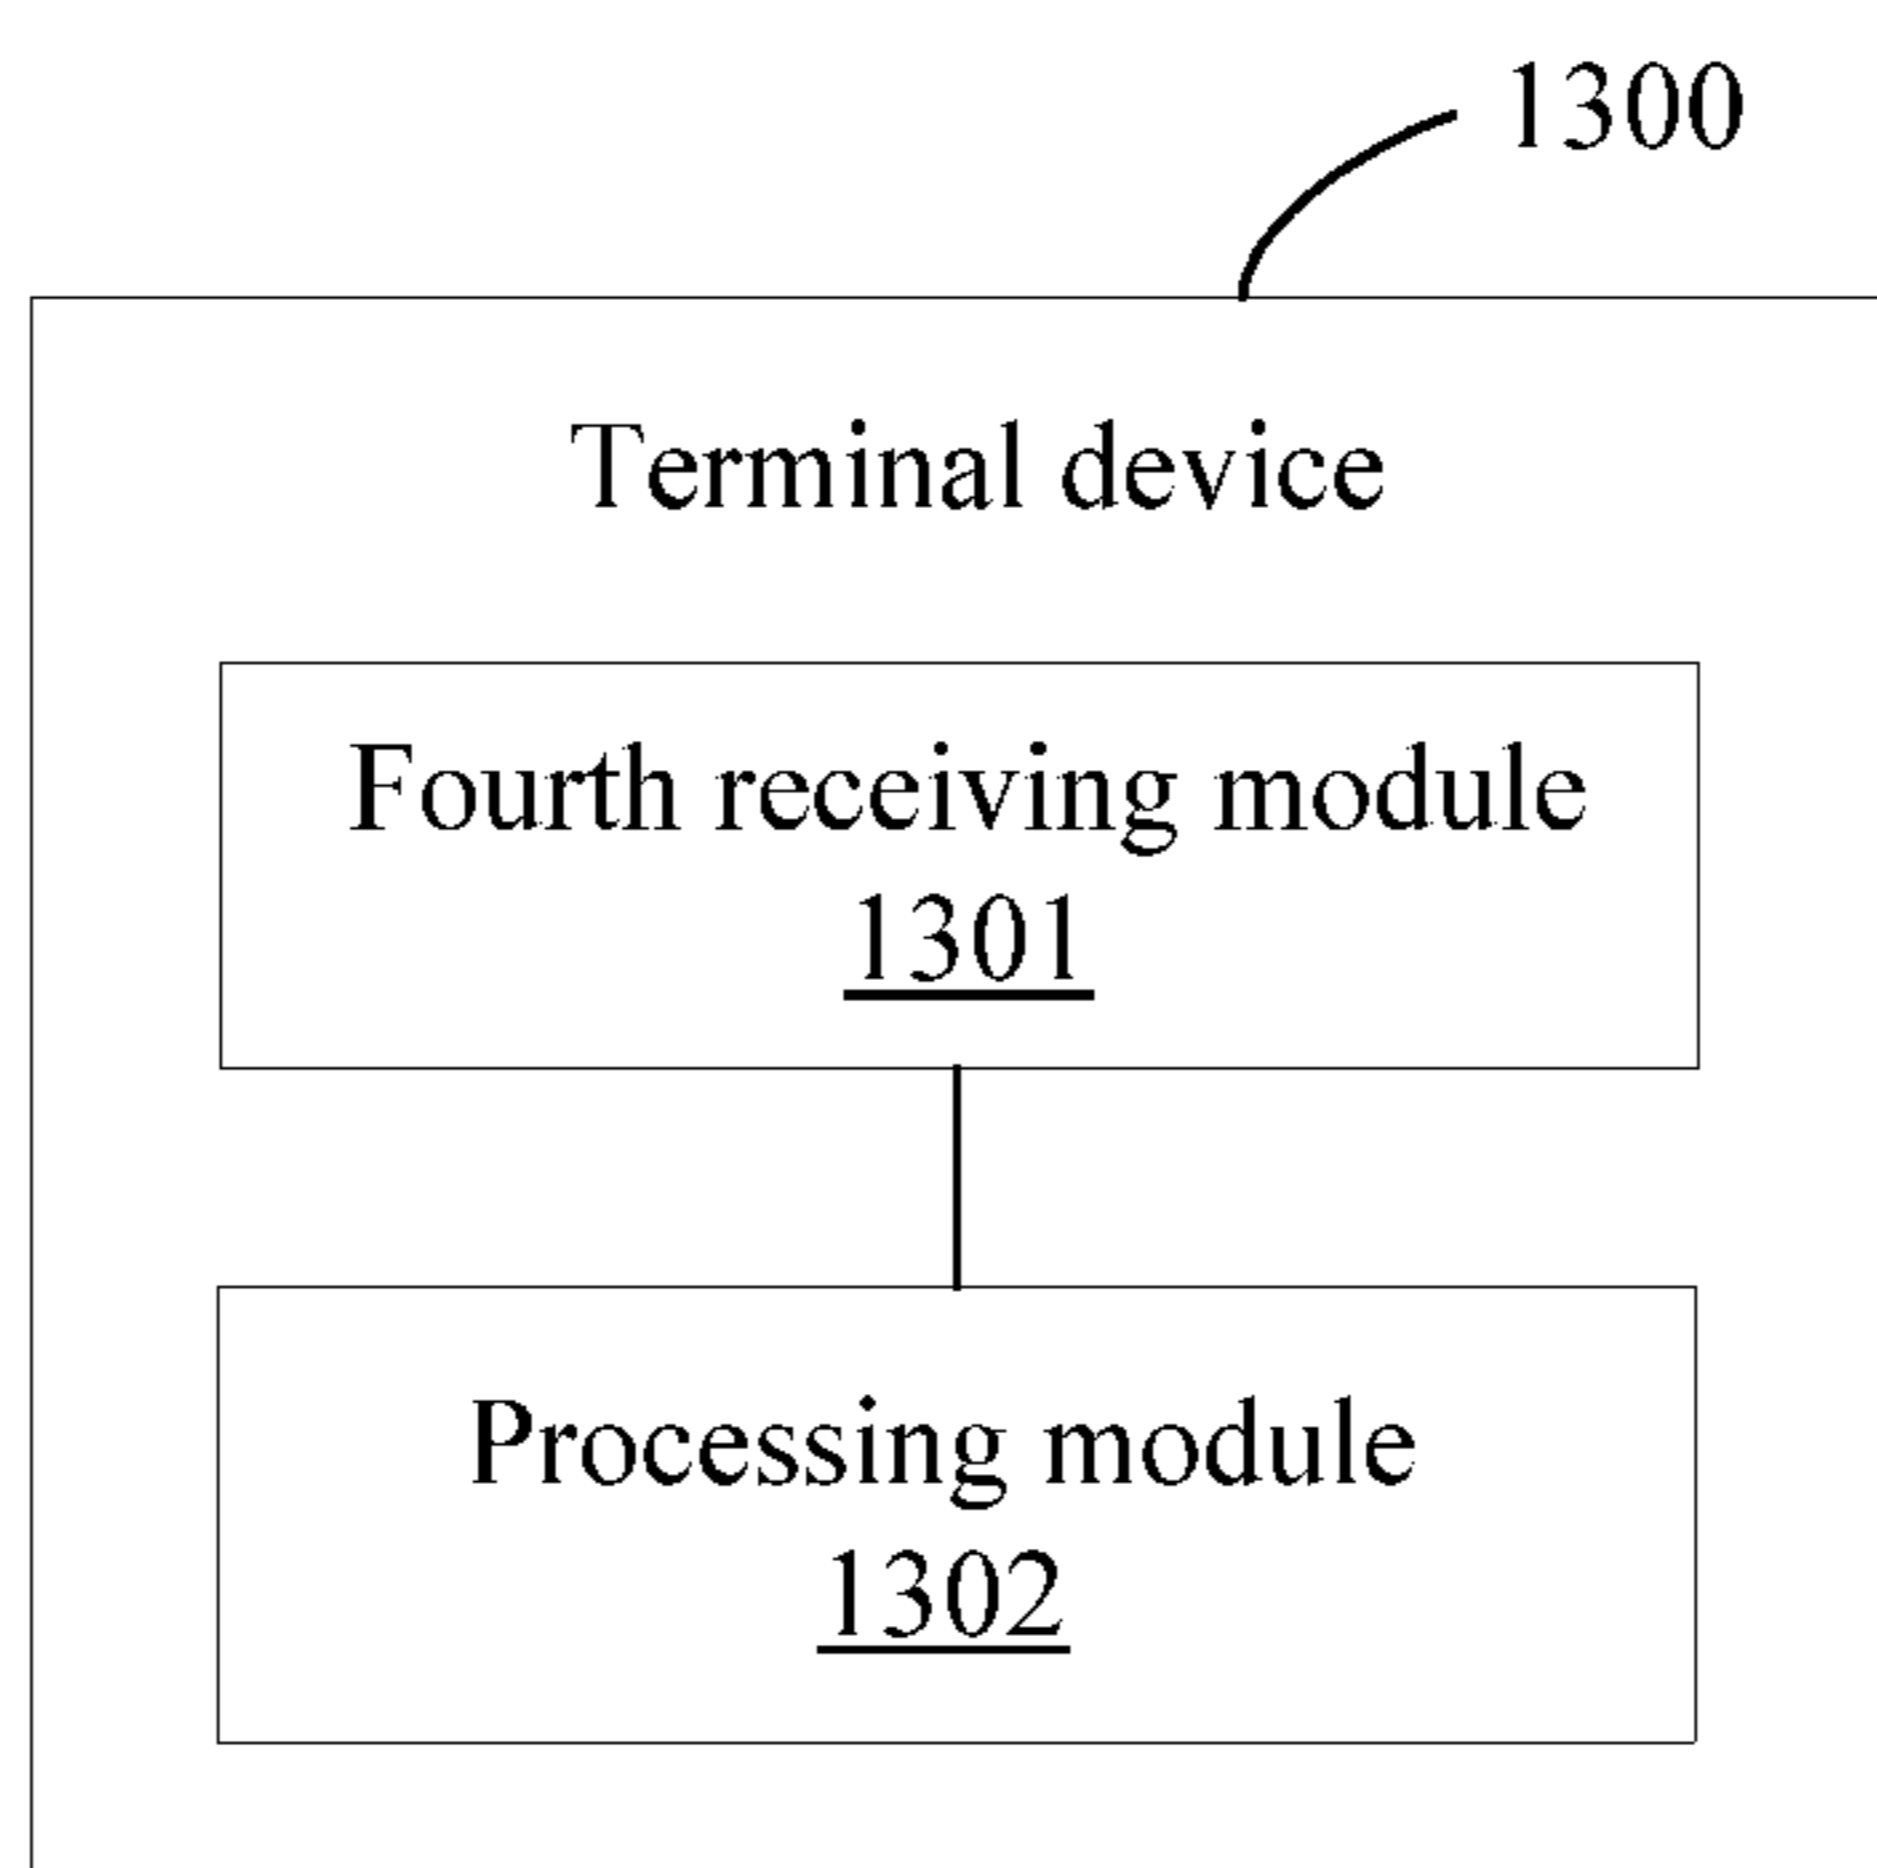 1300
Terminal device
Fourth receiving module
1301
Processing module
1302